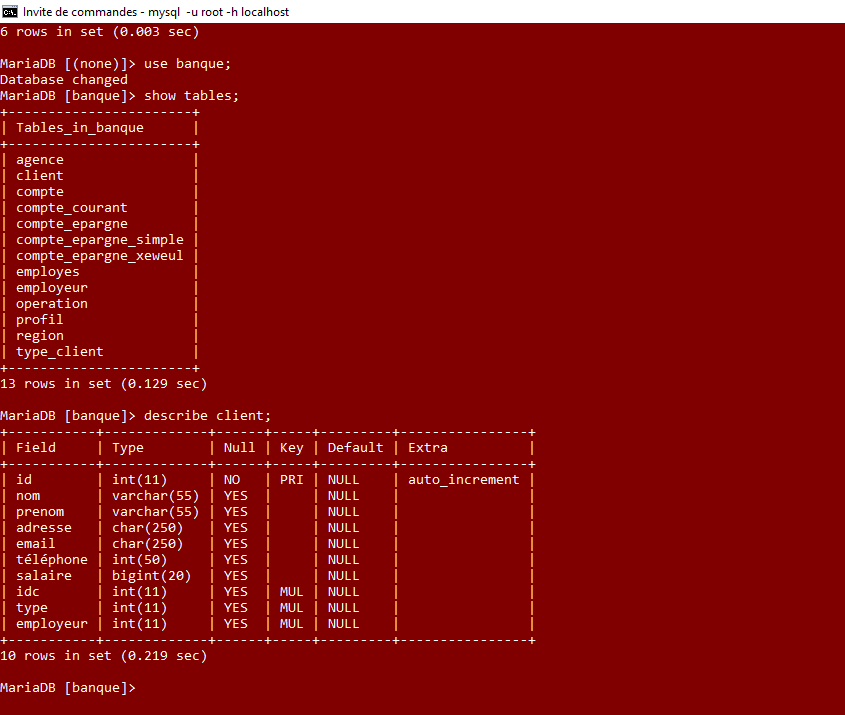 Invite de commandes - mysql  -u root -h localhost
6 rows in set (0.003 sec)
MariaDB [(none)]> use banque;
Database changed
MariaDB [banque]> show tables;
+-----------------------+
| Tables_in_banque      |
+-----------------------+
| agence                |
| client                |
| compte                |
| compte_courant        |
| compte_epargne        |
| compte_epargne_simple |
| compte_epargne_xeweul |
| employes              |
| employeur             |
| operation             |
| profil                |
| region                |
| type_client           |
+-----------------------+
13 rows in set (0.129 sec)
MariaDB [banque]> describe client;
+-----------+-------------+------+-----+---------+----------------+
| Field     | Type        | Null | Key | Default | Extra          |
+-----------+-------------+------+-----+---------+----------------+
| id        | int(11)     | NO   | PRI | NULL    | auto_increment |
| nom       | varchar(55) | YES  |     | NULL    |                |
| prenom    | varchar(55) | YES  |     | NULL    |                |
| adresse   | char(250)   | YES  |     | NULL    |                |
| email     | char(250)   | YES  |     | NULL    |                |
| téléphone | int(50)     | YES  |     | NULL    |                |
| salaire   | bigint(20)  | YES  |     | NULL    |                |
| idc       | int(11)     | YES  | MUL | NULL    |                |
| type      | int(11)     | YES  | MUL | NULL    |                |
| employeur | int(11)     | YES  | MUL | NULL    |                |
+-----------+-------------+------+-----+---------+----------------+
10 rows in set (0.219 sec)
MariaDB [banque]>